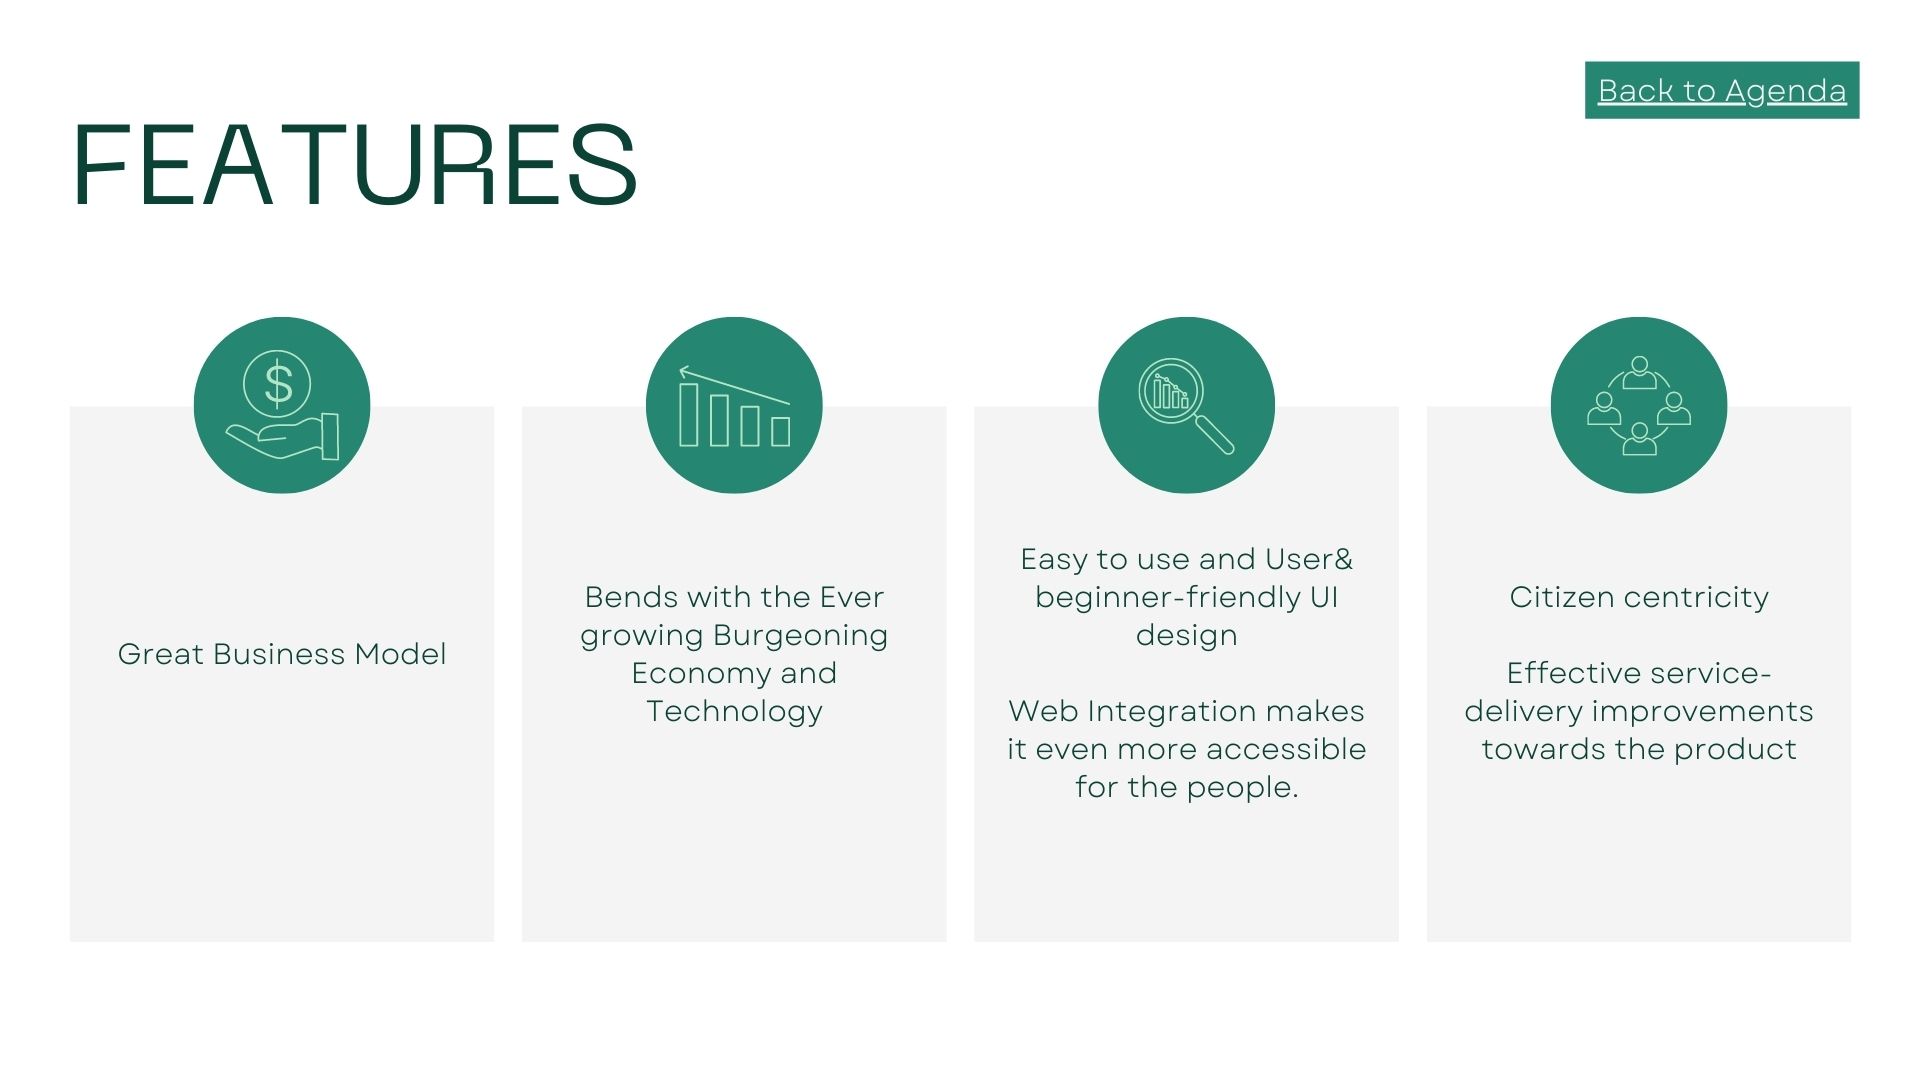 Back to Agenda
FEATURES
$
Great Business Model
Bends with the Ever
growing Burgeoning
Economy and
Technology
Easy to use and User&
beginner-friendly UI
design
Web Integration makes
it even more accessible
for the people.
Citizen centricity
Effective service-
delivery improvements
towards the product